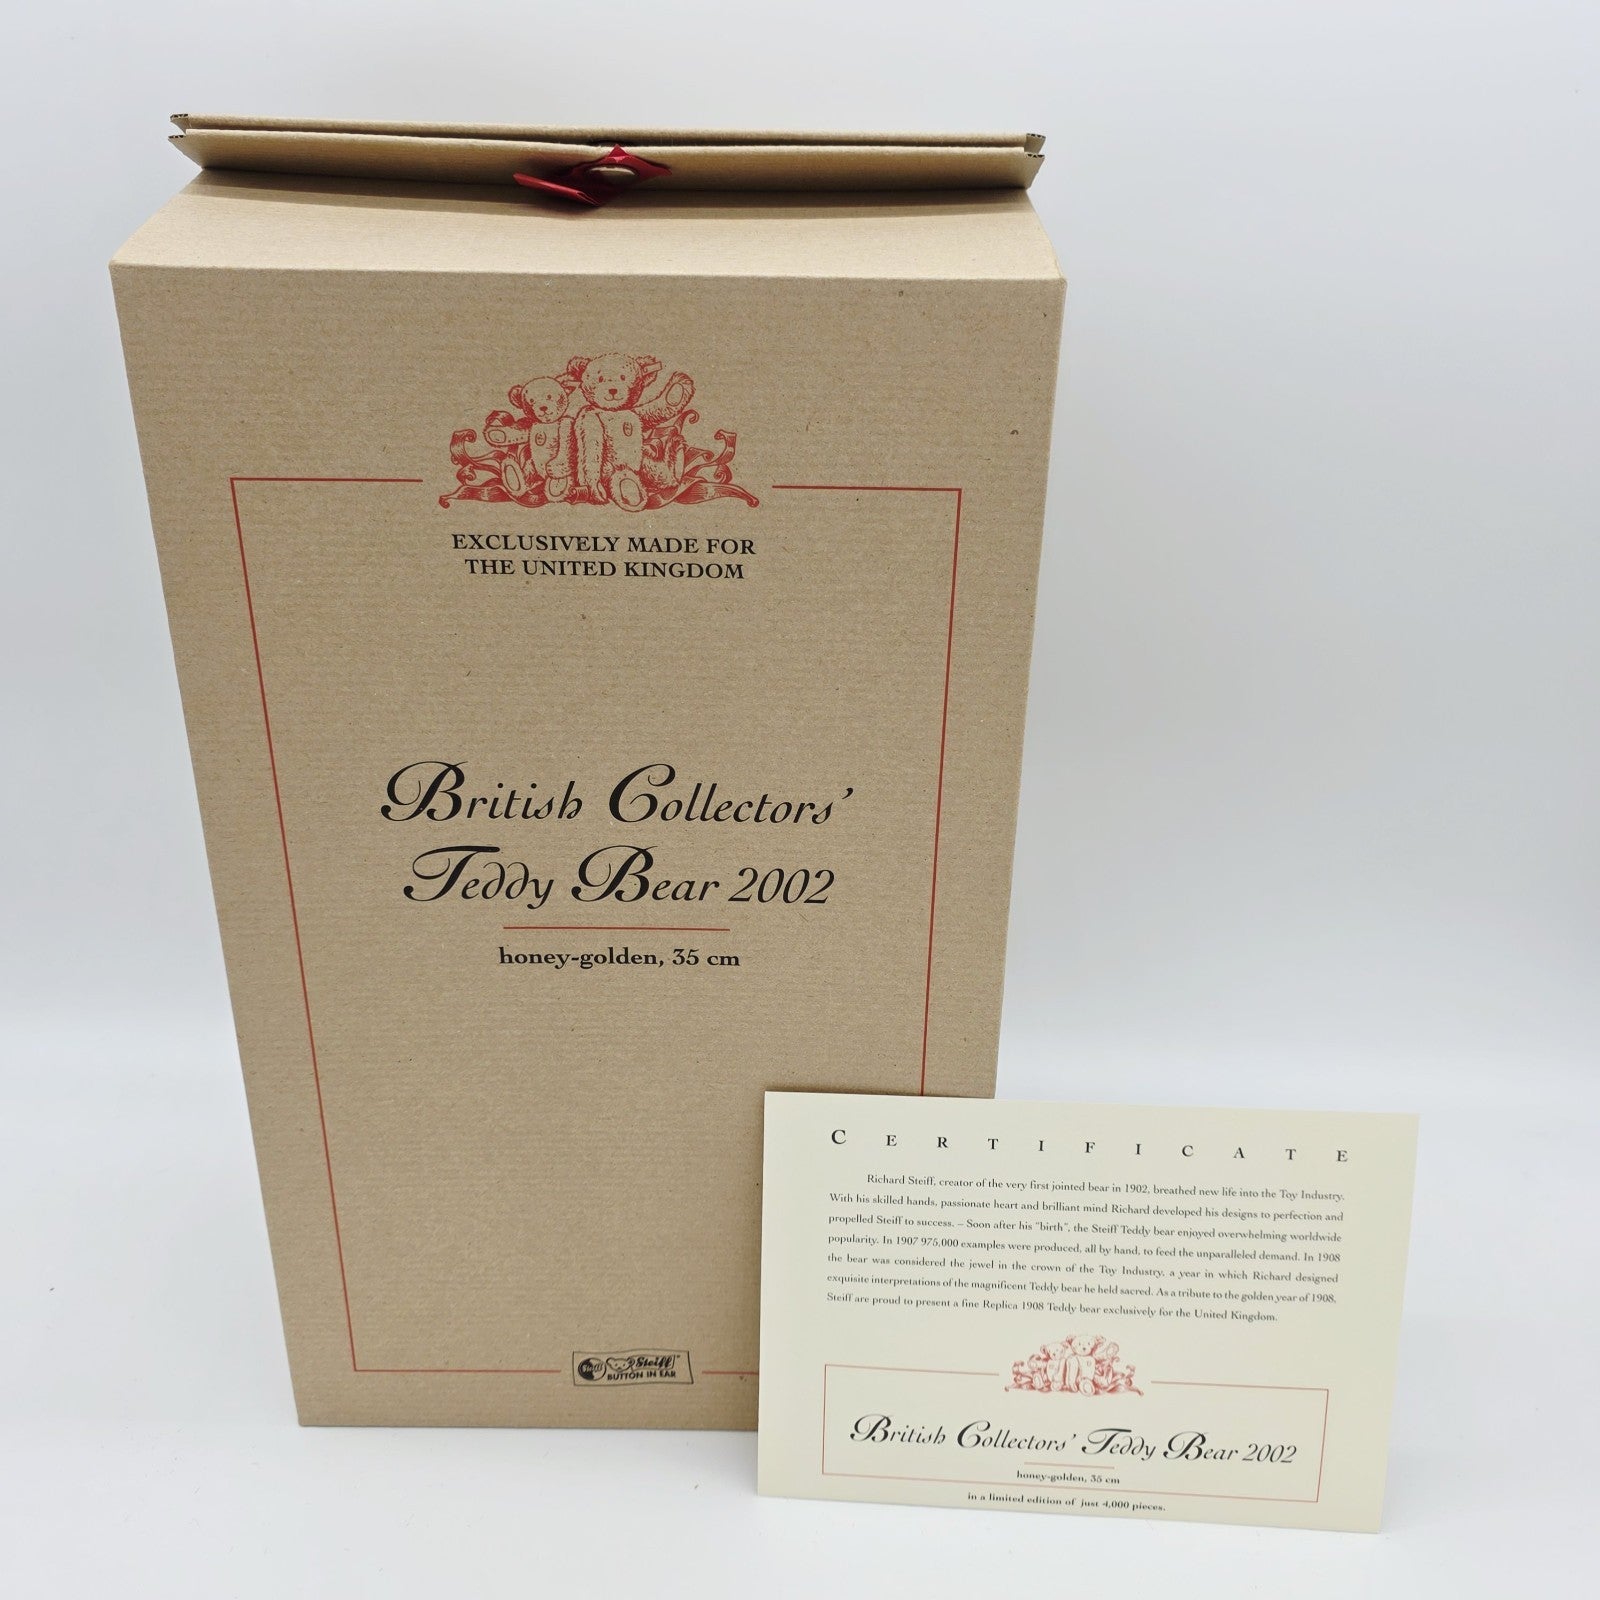 EXCLUSIVELY MADE FOR
THE UNITED KINGDOM
British Collectors'
Teddy Bear 2002
honey-golden, 35 cm
Steiff
BUTTON IN EAR
CERTIFICATE
Richard Steiff, creator of the very first jointed bear in 1902, breathed new life into the Toy Industry.
With his skilled hands, passionate heart and brilliant mind Richard developed his designs to perfection and
propelled Steiff to success. – Soon after his "birth", the Steiff Teddy bear enjoyed overwhelming worldwide
popularity. In 1907 975,000 examples were produced, all by hand, to feed the unparalleled demand. In 1908
the bear was considered the jewel in the crown of the Toy Industry, a year in which Richard designed
exquisite interpretations of the magnificent Teddy bear he held sacred. As a tribute to the golden year of 1908,
Steiff are proud to present a fine Replica 1908 Teddy bear exclusively for the United Kingdom.
British Collectors' Teddy Bear 2002
honey-golden, 35 cm
in a limited edition of just 4,000 pieces.